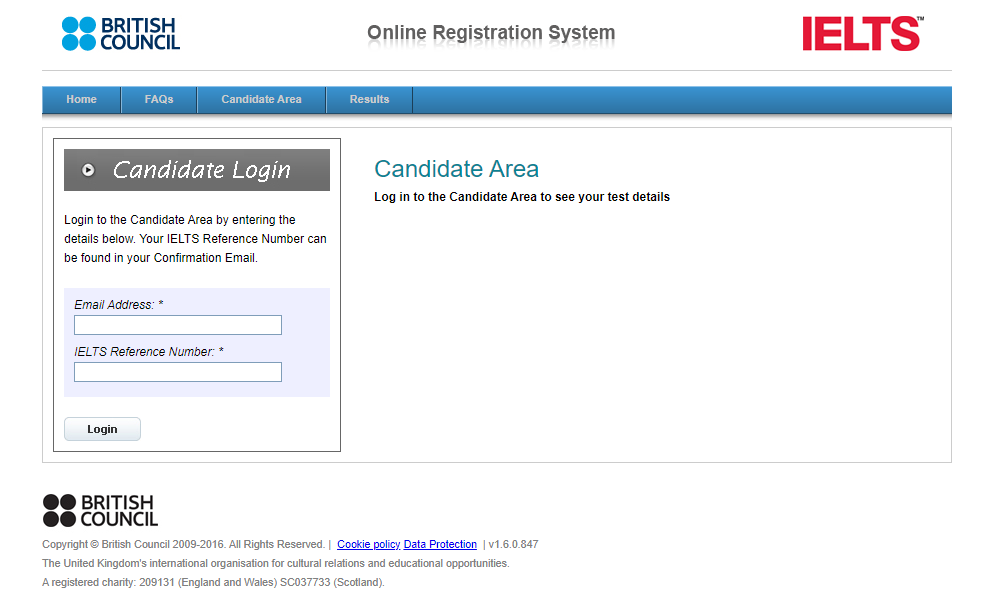 BRITISH
COUNCIL
Online Registration System
IELTS™
Home
FAQs
Candidate Area
Results
Candidate Login
Login to the Candidate Area by entering the
details below. Your IELTS Reference Number can
be found in your Confirmation Email.
Email Address: *
IELTS Reference Number: *
Login
Candidate Area
Log in to the Candidate Area to see your test details
BRITISH
COUNCIL
Copyright © British Council 2009-2016. All Rights Reserved. | Cookie policy Data Protection | v1.6.0.847
The United Kingdom's international organisation for cultural relations and educational opportunities.
A registered charity: 209131 (England and Wales) SC037733 (Scotland).